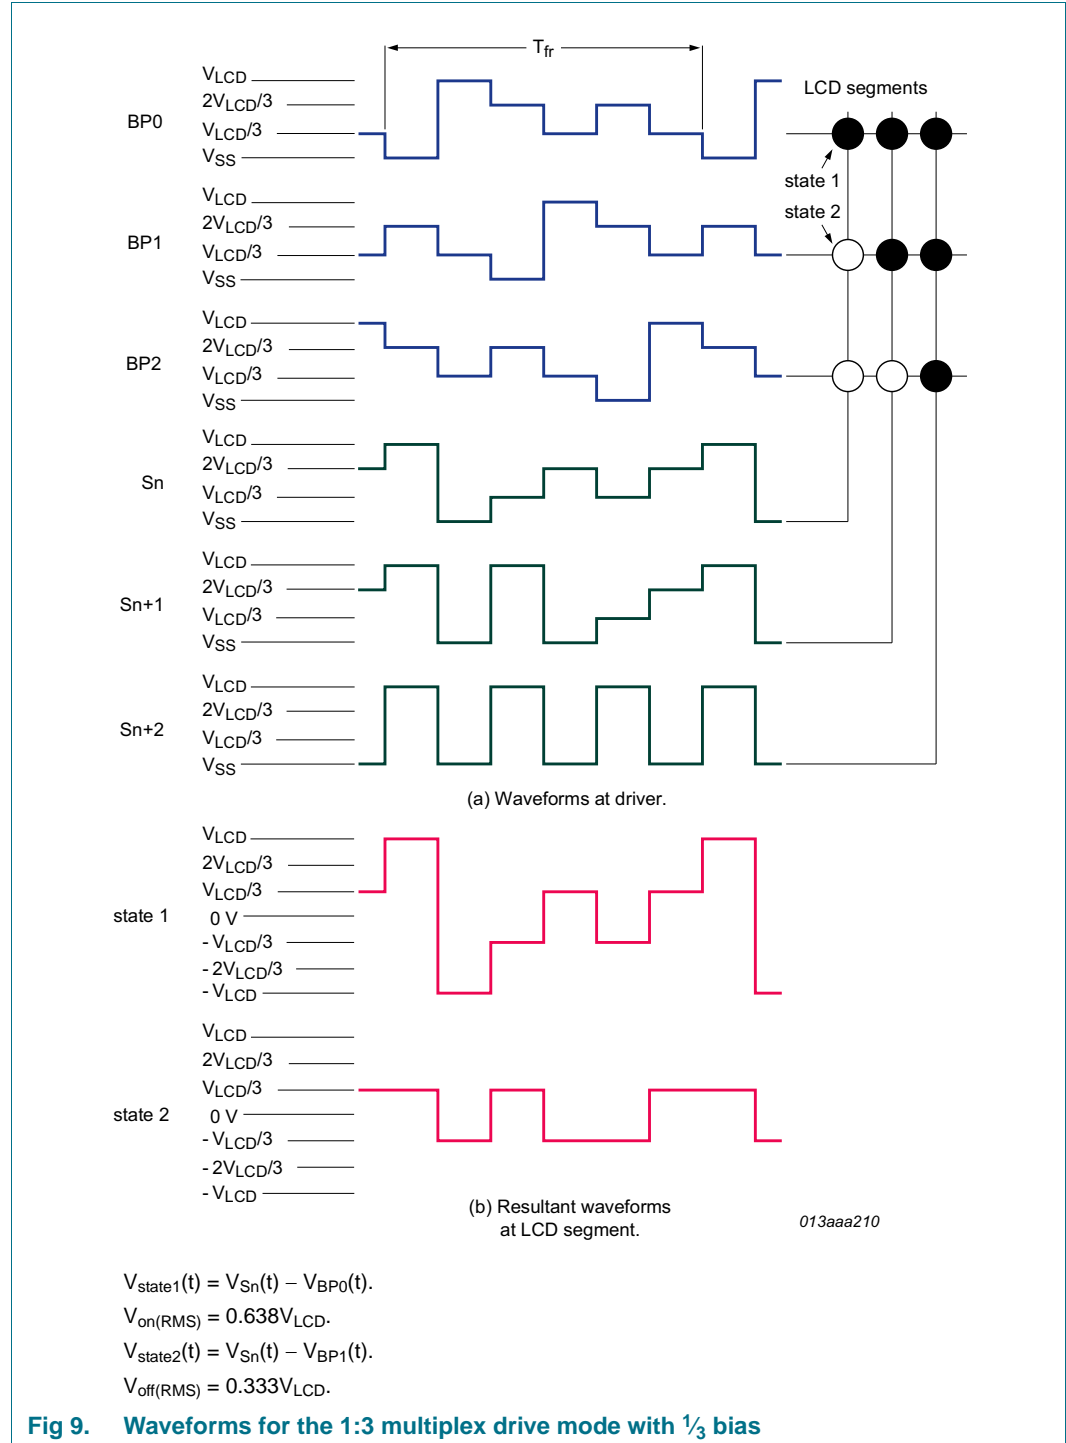 Tfr
VLCD
2VLCD/3
BP0
VLCD/3
VSS
LCD segments
state 1
state 2
VLCD
2VLCD/3
BP1
VLCD/3
VSS
VLCD
2VLCD/3
BP2
VLCD/3
VSS
VLCD
2VLCD/3
Sn
VLCD/3
VSS
VLCD
2VLCD/3
Sn+1
VLCD/3
VSS
VLCD
2VLCD/3
Sn+2
VLCD/3
VSS
(a) Waveforms at driver.
VLCD
2VLCD/3
VLCD/3
state 1
0 V
- VLCD/3
- 2VLCD/3
- VLCD
VLCD
2VLCD/3
VLCD/3
state 2
0 V
- VLCD/3
- 2VLCD/3
- VLCD
(b) Resultant waveforms
at LCD segment.
013aaa210
Vstate1(t) = VSn(t) − VBP0(t).
Von(RMS) = 0.638VLCD.
Vstate2(t) = VSn(t) − VBP1(t).
Voff(RMS) = 0.333VLCD.
Fig 9. Waveforms for the 1:3 multiplex drive mode with 1⁄3 bias